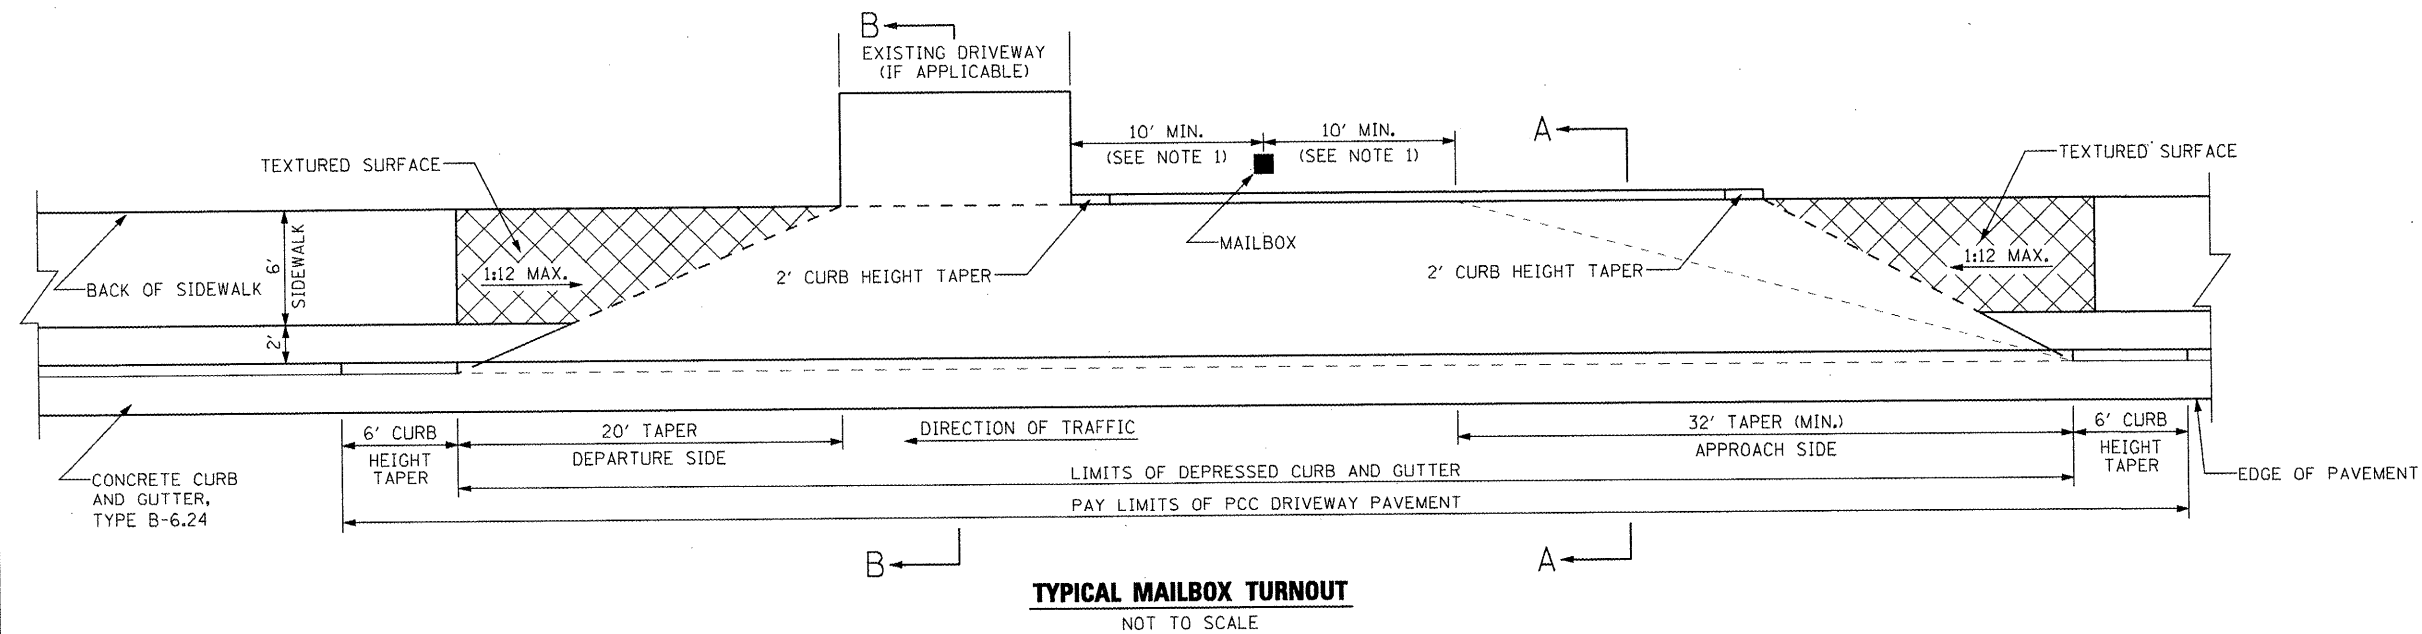 B
EXISTING DRIVEWAY
(IF APPLICABLE)
10' MIN.
(SEE NOTE 1)
10' MIN.
(SEE NOTE 1)
A
TEXTURED SURFACE
TEXTURED SURFACE
MAILBOX
6'
SIDEWALK
1:12 MAX.
2' CURB HEIGHT TAPER
2' CURB HEIGHT TAPER
1:12 MAX.
BACK OF SIDEWALK
2'
6' CURB
HEIGHT
TAPER
20' TAPER
DEPARTURE SIDE
DIRECTION OF TRAFFIC
32' TAPER (MIN.)
APPROACH SIDE
6' CURB
HEIGHT
TAPER
CONCRETE CURB
AND GUTTER,
TYPE B-6.24
LIMITS OF DEPRESSED CURB AND GUTTER
EDGE OF PAVEMENT
PAY LIMITS OF PCC DRIVEWAY PAVEMENT
B
A
TYPICAL MAILBOX TURNOUT
NOT TO SCALE